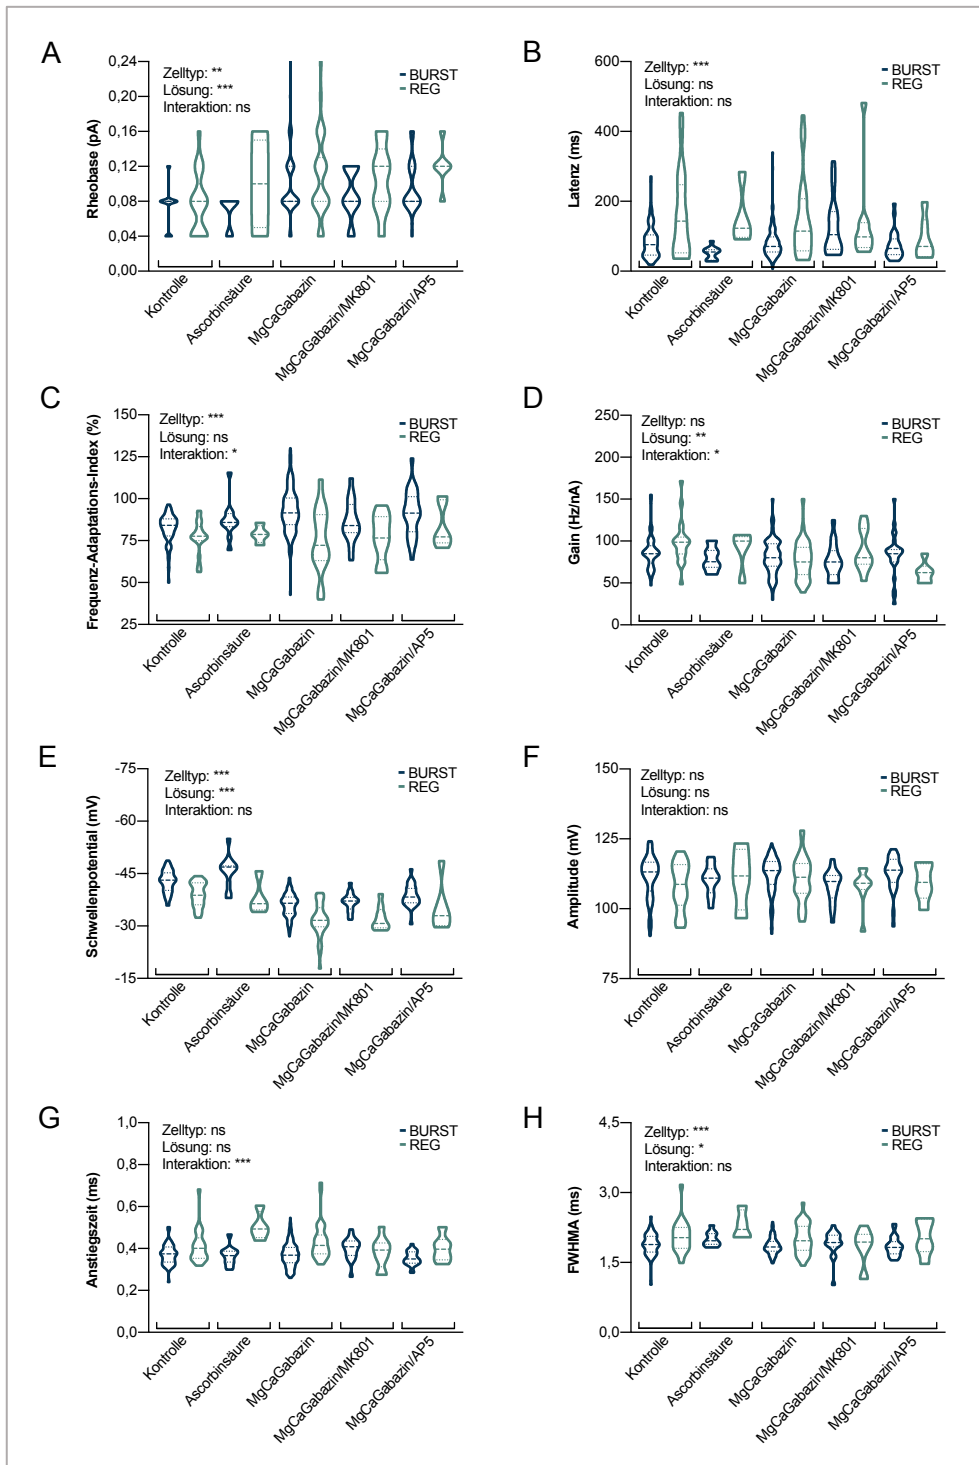 A
Rheobase (pA)
0,24
0,20
0,16
0,12
0,08
0,04
0,00
Zelltyp: **
Lösung: ***
Interaktion: ns
BURST
REG
Kontrolle
Ascorbinsäure
MgCaGabazin
MgCaGabazin/MK801
MgCaGabazin/AP5
B
Latenz (ms)
600
400
200
0
Zelltyp: ***
Lösung: ns
Interaktion: ns
BURST
REG
Kontrolle
Ascorbinsäure
MgCaGabazin
MgCaGabazin/MK801
MgCaGabazin/AP5
C
Frequenz-Adaptations-Index (%)
150
125
100
75
50
25
Zelltyp: ***
Lösung: ns
Interaktion: *
BURST
REG
Kontrolle
Ascorbinsäure
MgCaGabazin
MgCaGabazin/MK801
MgCaGabazin/AP5
D
Gain (Hz/nA)
250
200
150
100
50
0
Zelltyp: ns
Lösung: **
Interaktion: *
BURST
REG
Kontrolle
Ascorbinsäure
MgCaGabazin
MgCaGabazin/MK801
MgCaGabazin/AP5
E
Schwellenpotential (mV)
-75
-60
-45
-30
-15
Zelltyp: ***
Lösung: ***
Interaktion: ns
BURST
REG
Kontrolle
Ascorbinsäure
MgCaGabazin
MgCaGabazin/MK801
MgCaGabazin/AP5
F
Amplitude (mV)
150
125
100
75
Zelltyp: ns
Lösung: ns
Interaktion: ns
BURST
REG
Kontrolle
Ascorbinsäure
MgCaGabazin
MgCaGabazin/MK801
MgCaGabazin/AP5
G
Anstiegszeit (ms)
1,0
0,8
0,6
0,4
0,2
0,0
Zelltyp: ns
Lösung: ns
Interaktion: ***
BURST
REG
Kontrolle
Ascorbinsäure
MgCaGabazin
MgCaGabazin/MK801
MgCaGabazin/AP5
H
FWHMA (ms)
4,5
3,0
1,5
0,0
Zelltyp: ***
Lösung: *
Interaktion: ns
BURST
REG
Kontrolle
Ascorbinsäure
MgCaGabazin
MgCaGabazin/MK801
MgCaGabazin/AP5